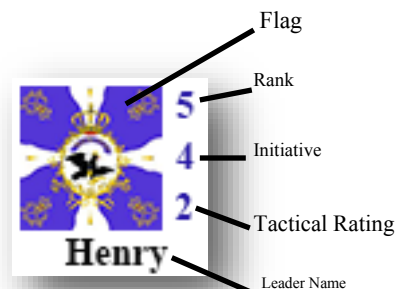 Flag
5
Rank
4
Initiative
2
Tactical Rating
Henry
Leader Name